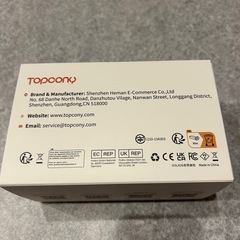 TOPCONY
Brand & Manufacturer: Shenzhen Heman E-Commerce Co.,Ltd
No. 68 Danhe North Road, Danzhutou Vilage, Nanwan Street, Longgang District,
Shenzhen, Guangdong,CN 518000
Website: www.topcony.com
Email: service@topcony.com
EC REP
UK REP
Made in China